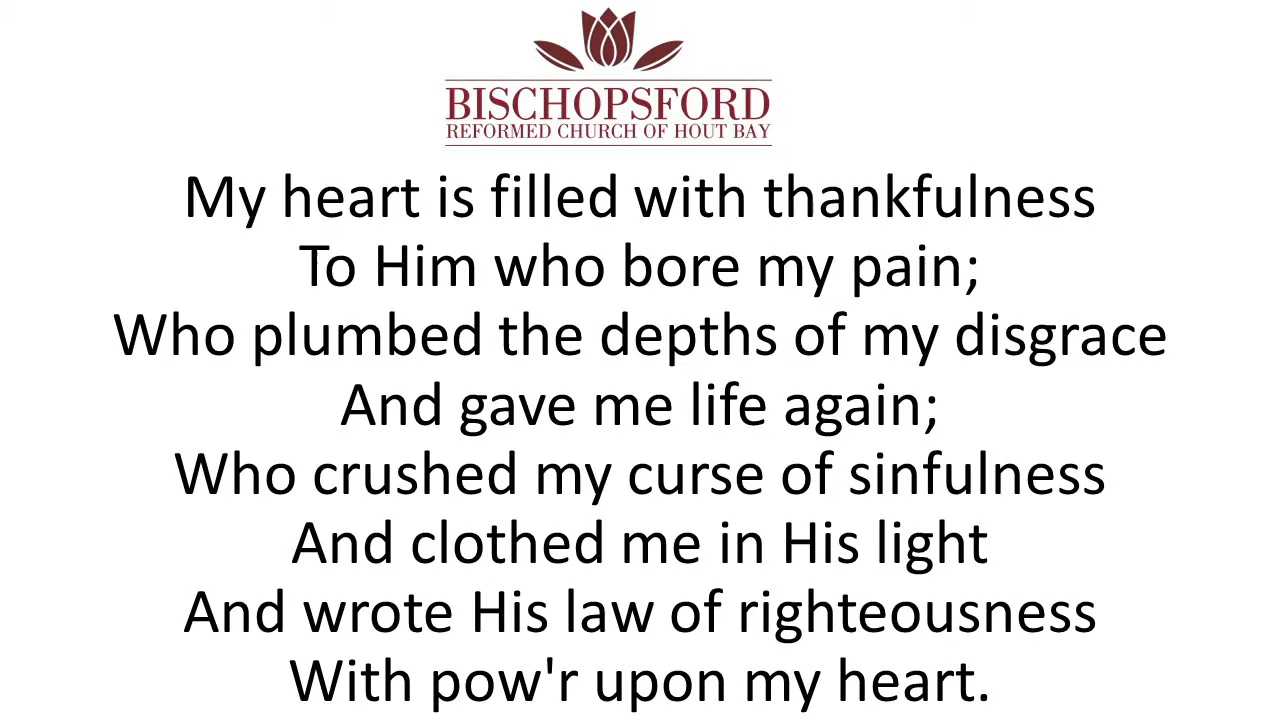 BISCHOPSFORD
REFORMED CHURCH OF HOUT BAY
My heart is filled with thankfulness
To Him who bore my pain;
Who plumbed the depths of my disgrace
And gave me life again;
Who crushed my curse of sinfulness
And clothed me in His light
And wrote His law of righteousness
With pow'r upon my heart.